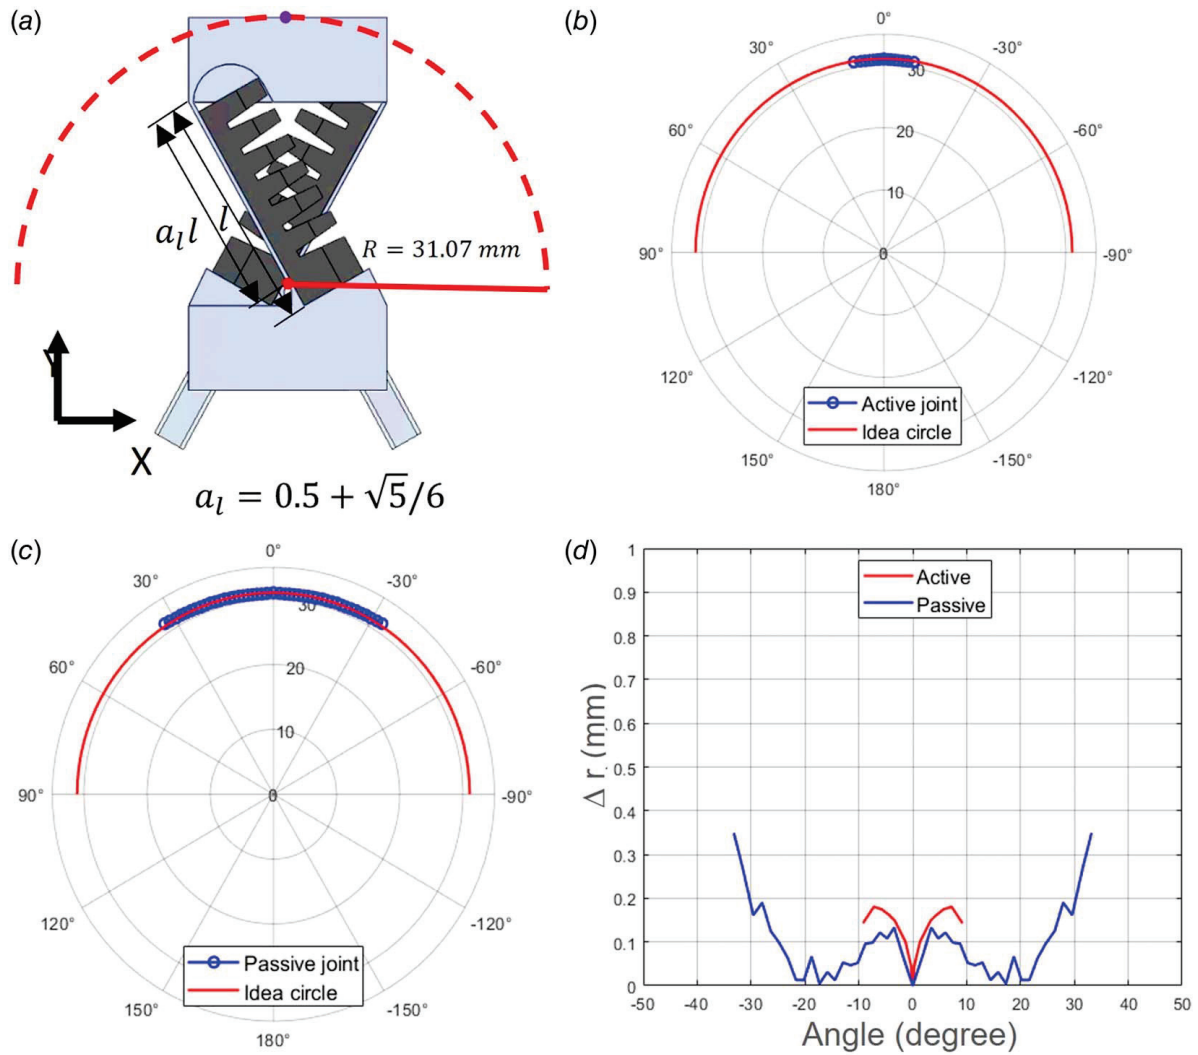 (a)
a_l l
l
R = 31.07 mm
Y
X
a_l = 0.5 + √5/6
(b)
0°
30°
-30°
30
60°
-60°
20
10
90°
0
-90°
120°
-120°
Active joint
Idea circle
150°
-150°
180°
(c)
0°
30°
-30°
30
60°
-60°
20
10
90°
0
-90°
120°
-120°
Passive joint
Idea circle
150°
-150°
180°
(d)
1
Active
0.9
Passive
0.8
0.7
0.6
0.5
0.4
0.3
0.2
0.1
0
Δ r (mm)
-50 -40 -30 -20 -10 0 10 20 30 40 50
Angle (degree)